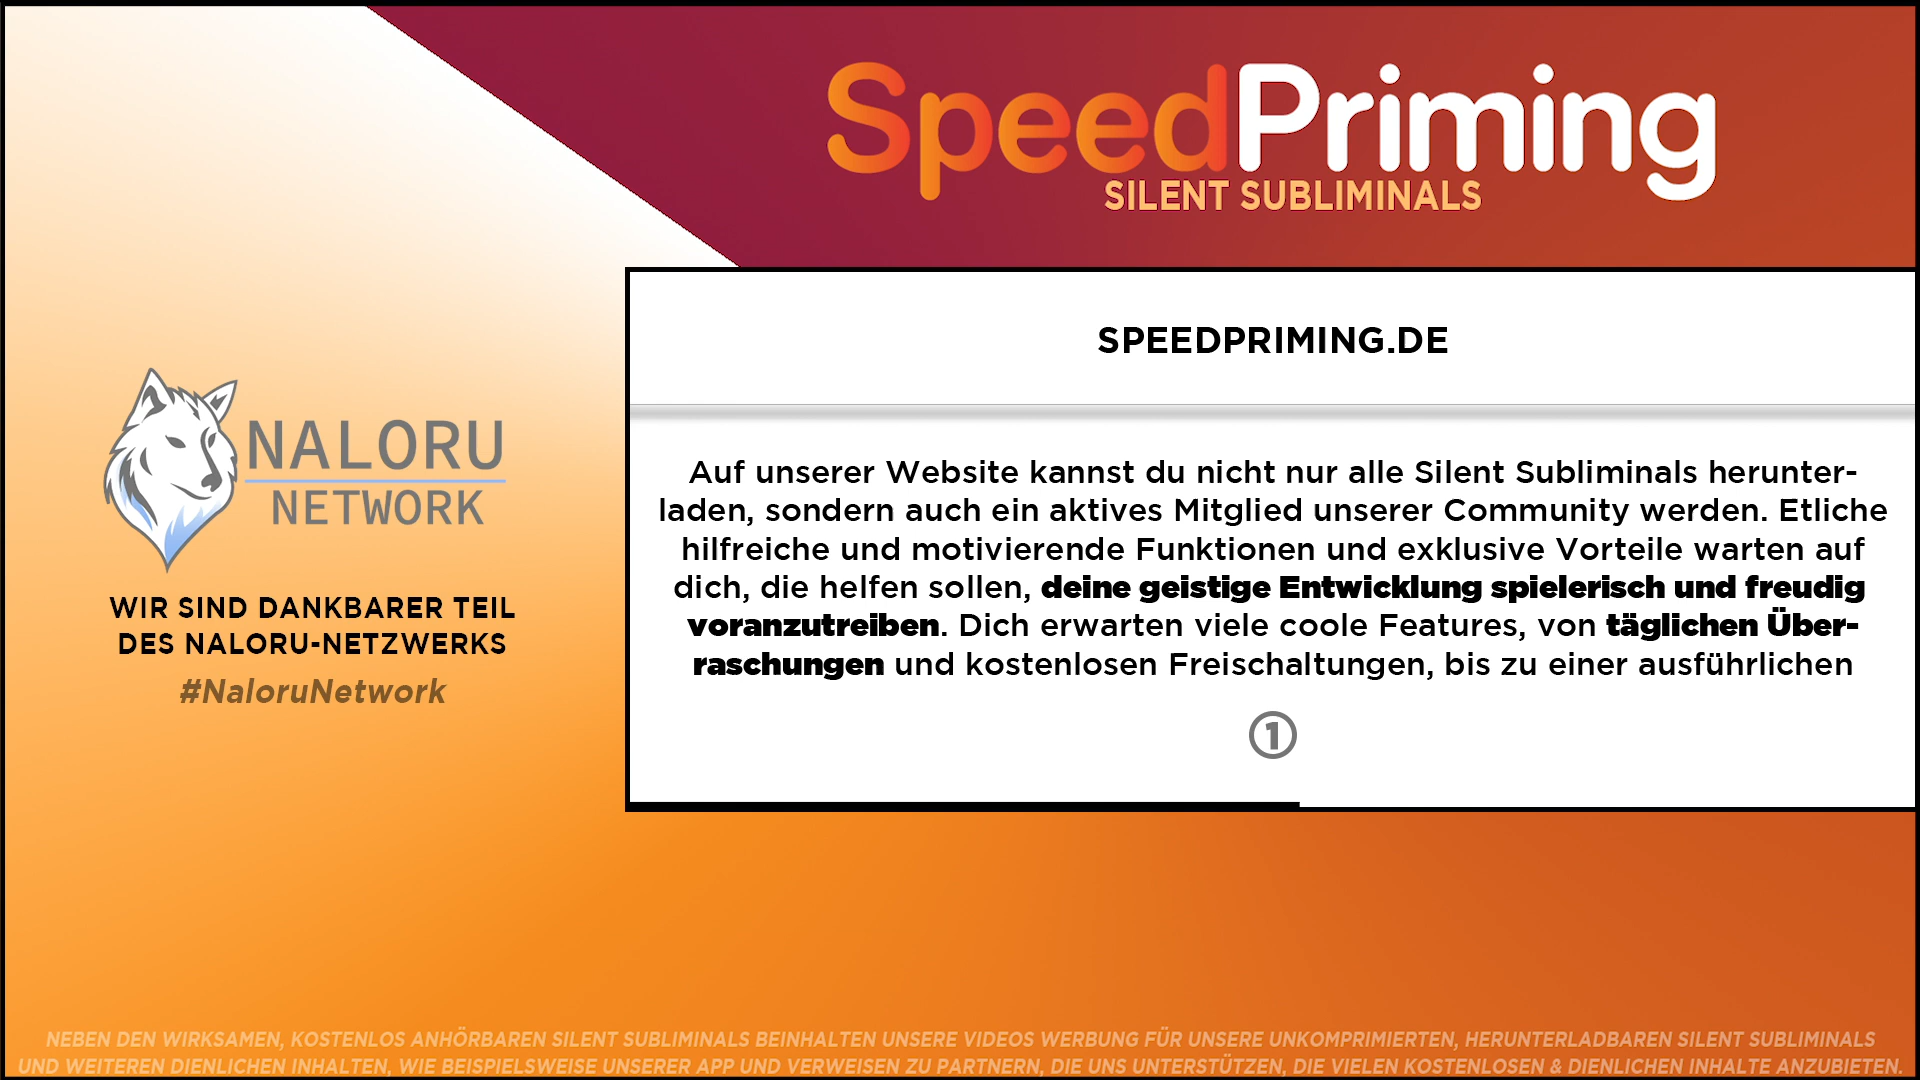 SpeedPriming
SILENT SUBLIMINALS
SPEEDPRIMING.DE
Auf unserer Website kannst du nicht nur alle Silent Subliminals herunter-
laden, sondern auch ein aktives Mitglied unserer Community werden. Etliche
hilfreiche und motivierende Funktionen und exklusive Vorteile warten auf
dich, die helfen sollen, deine geistige Entwicklung spielerisch und freudig
voranzutreiben. Dich erwarten viele coole Features, von täglichen Über-
raschungen und kostenlosen Freischaltungen, bis zu einer ausführlichen
①
NALORU
NETWORK
WIR SIND DANKBARER TEIL
DES NALORU-NETZWERKS
#NaloruNetwork
NEBEN DEN WIRKSAMEN, KOSTENLOS ANHÖRBAREN SILENT SUBLIMINALS BEINHALTEN UNSERE VIDEOS WERBUNG FÜR UNSERE UNKOMPRIMIERTEN, HERUNTERLADBAREN SILENT SUBLIMINALS
UND WEITEREN DIENLICHEN INHALTEN, WIE BEISPIELSWEISE UNSERER APP UND VERWEISEN ZU PARTNERN, DIE UNS UNTERSTÜTZEN, DIE VIELEN KOSTENLOSEN & DIENLICHEN INHALTE ANZUBIETEN.